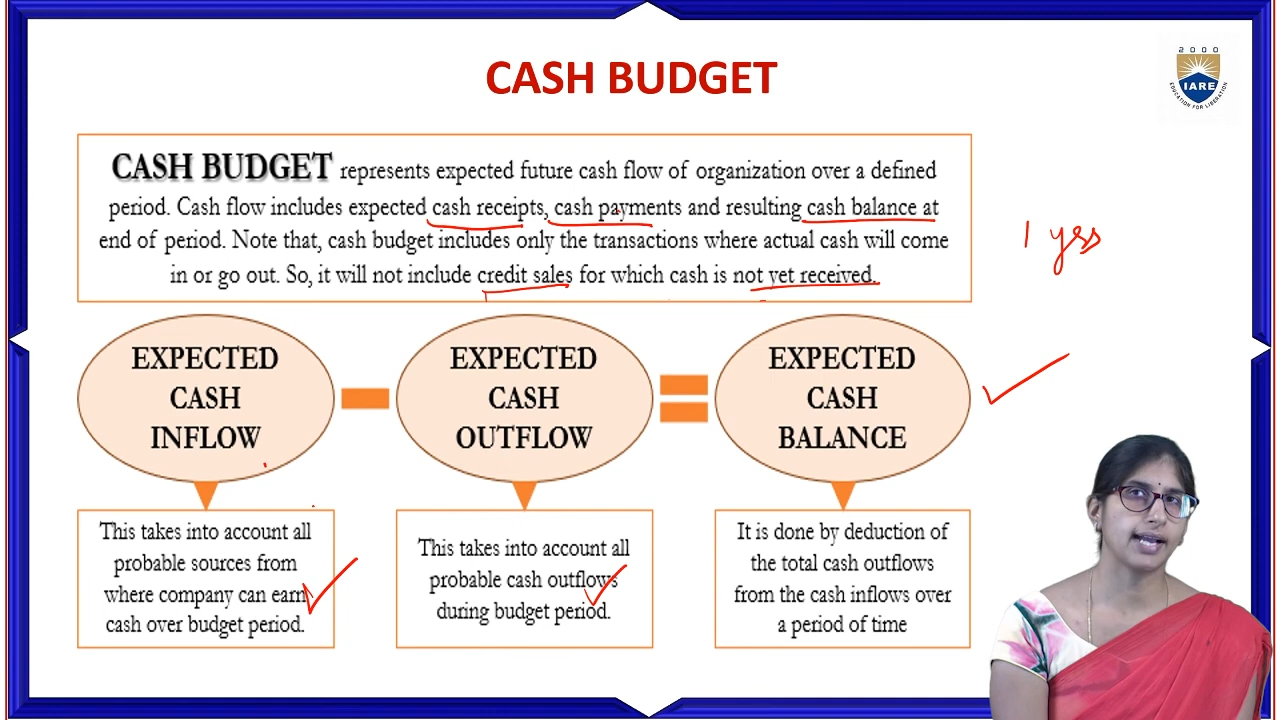 CASH BUDGET
2000
IARE
EDUCATION FOR LIBERATION
CASH BUDGET represents expected future cash flow of organization over a defined
period. Cash flow includes expected cash receipts, cash payments and resulting cash balance at
end of period. Note that, cash budget includes only the transactions where actual cash will come
in or go out. So, it will not include credit sales for which cash is not yet received.
1 yrs
EXPECTED
CASH
INFLOW
EXPECTED
CASH
OUTFLOW
EXPECTED
CASH
BALANCE
This takes into account all
probable sources from
where company can earn
cash over budget period.
This takes into account all
probable cash outflows
during budget period.
It is done by deduction of
the total cash outflows
from the cash inflows over
a period of time